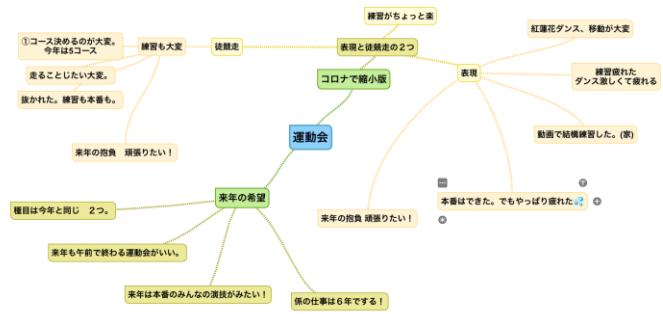 練習がちょっと楽
紅蓮花ダンス、移動が大変
①コース決めるのが大変。
今年は5コース
練習も大変
徒競走
表現と徒競走の２つ
走ることじたい大変。
コロナで縮小版
表現
練習疲れた
ダンス激しくて疲れる
抜かれた。練習も本番も。
運動会
動画で結構練習した。(家)
来年の抱負　頑張りたい！
来年の希望
本番はできた。でもやっぱり疲れた💦
種目は今年と同じ　２つ。
来年の抱負 頑張りたい！
来年も午前で終わる運動会がいい。
来年は本番のみんなの演技がみたい！
係の仕事は６年でする！